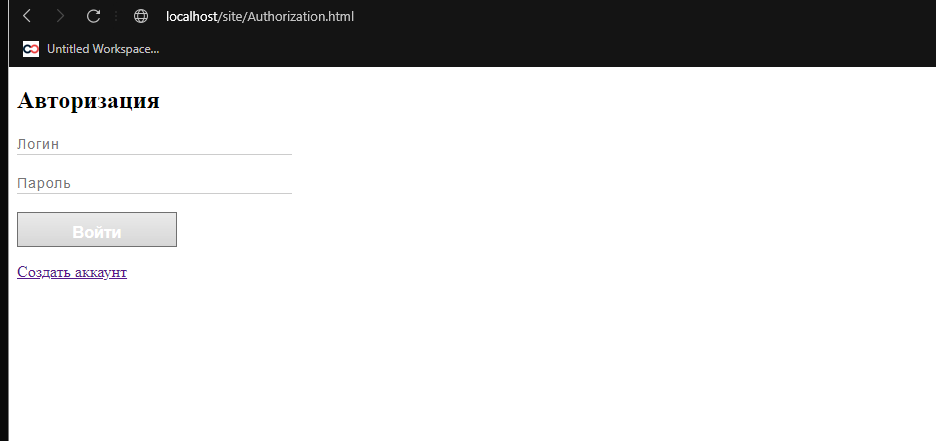 localhost/site/Authorization.html
Untitled Workspace...
Авторизация
Логин
Пароль
Войти
Создать аккаунт